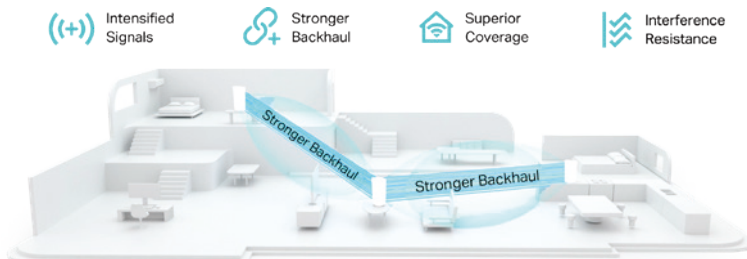 Intensified
Signals
Stronger
Backhaul
Superior
Coverage
Interference
Resistance
Stronger Backhaul
Stronger Backhaul